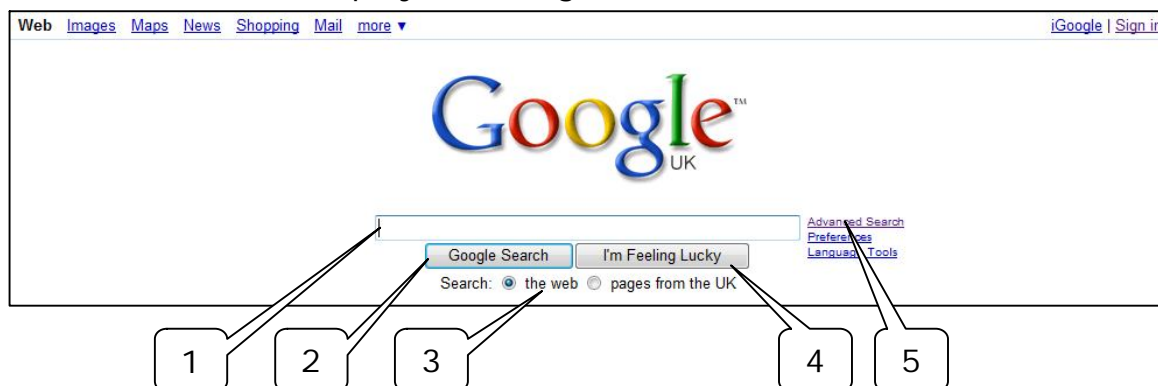 Web Images Maps News Shopping Mail more ▼ iGoogle | Sign in
Google™
UK
Advanced Search
Preferences
Google Search I'm Feeling Lucky Language Tools
Search: the web pages from the UK
1 2 3 4 5